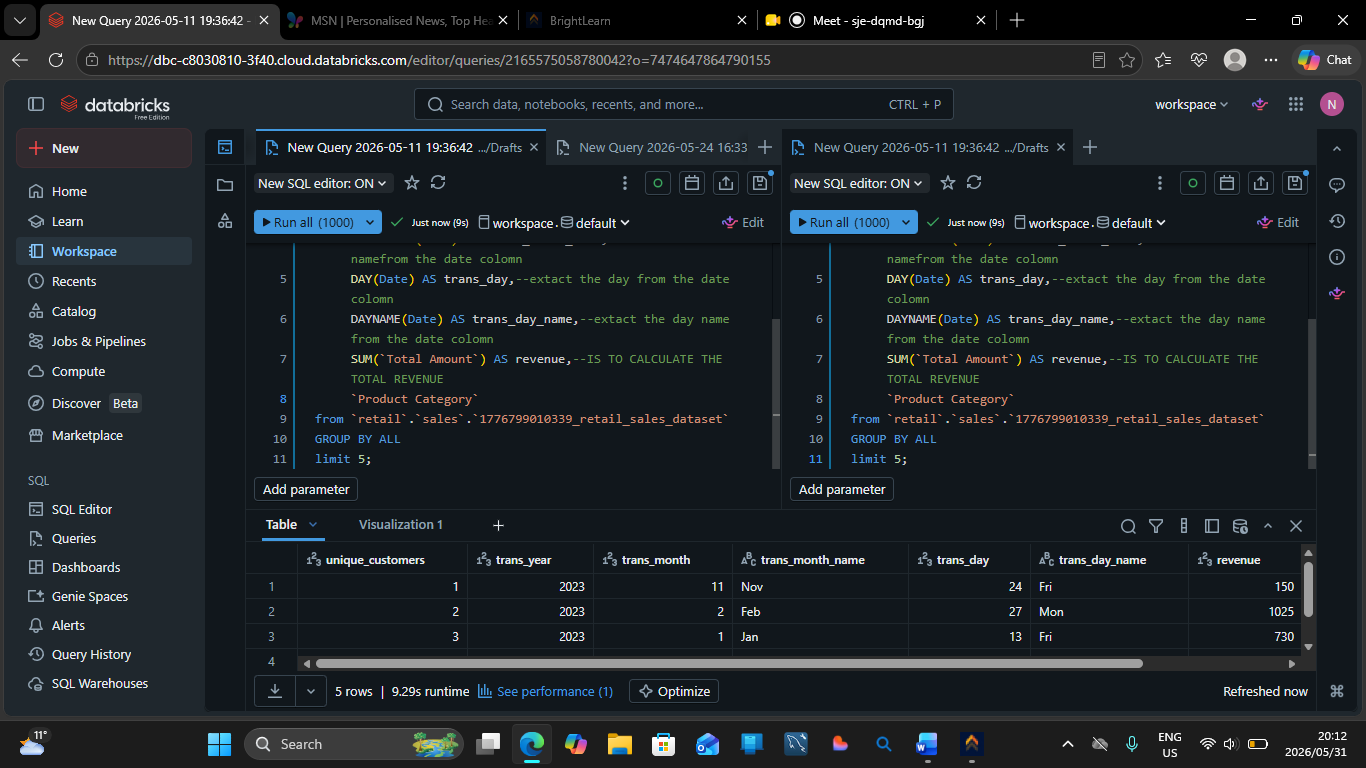 New Query 2026-05-11 19:36:42 -
MSN | Personalised News, Top Hea
BrightLearn
Meet - sje-dqmd-bgj
https://dbc-c8030810-3f40.cloud.databricks.com/editor/queries/2165575058780042?o=7474647864790155
Chat
databricks
Free Edition
Search data, notebooks, recents, and more...
CTRL + P
workspace
N
New
Home
Learn
Workspace
Recents
Catalog
Jobs & Pipelines
Compute
Discover Beta
Marketplace
SQL
SQL Editor
Queries
Dashboards
Genie Spaces
Alerts
Query History
SQL Warehouses
New Query 2026-05-11 19:36:42 .../Drafts
New Query 2026-05-24 16:33
New SQL editor: ON
Run all (1000)
Just now (9s)
workspace.
default
Edit
namefrom the date colomn
5 DAY(Date) AS trans_day,--extact the day from the date
colomn
6 DAYNAME(Date) AS trans_day_name,--extact the day name
from the date colomn
7 SUM(`Total Amount`) AS revenue,--IS TO CALCULATE THE
TOTAL REVENUE
8 `Product Category`
9 from `retail`.`sales`.`1776799010339_retail_sales_dataset`
10 GROUP BY ALL
11 limit 5;
Add parameter
New Query 2026-05-11 19:36:42 .../Drafts
New SQL editor: ON
Run all (1000)
Just now (9s)
workspace.
default
Edit
namefrom the date colomn
5 DAY(Date) AS trans_day,--extact the day from the date
colomn
6 DAYNAME(Date) AS trans_day_name,--extact the day name
from the date colomn
7 SUM(`Total Amount`) AS revenue,--IS TO CALCULATE THE
TOTAL REVENUE
8 `Product Category`
9 from `retail`.`sales`.`1776799010339_retail_sales_dataset`
10 GROUP BY ALL
11 limit 5;
Add parameter
Table
Visualization 1
unique_customers trans_year trans_month trans_month_name trans_day trans_day_name revenue
1 1 2023 11 Nov 24 Fri 150
2 2 2023 2 Feb 27 Mon 1025
3 3 2023 1 Jan 13 Fri 730
4
5 rows | 9.29s runtime
See performance (1)
Optimize
Refreshed now
11°
Search
ENG
US
20:12
2026/05/31